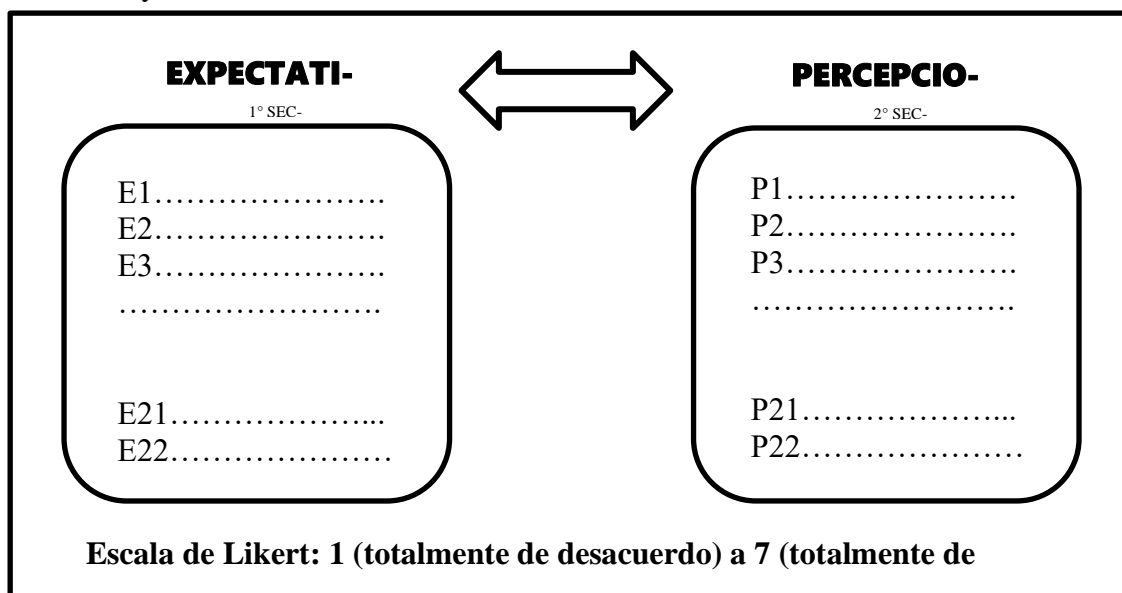 EXPECTATI-
1° SEC-
E1………………….
E2………………….
E3………………….
…………………….
E21………………...
E22…………………
PERCEPCIO-
2° SEC-
P1………………….
P2………………….
P3………………….
…………………….
P21………………...
P22…………………
Escala de Likert: 1 (totalmente de desacuerdo) a 7 (totalmente de